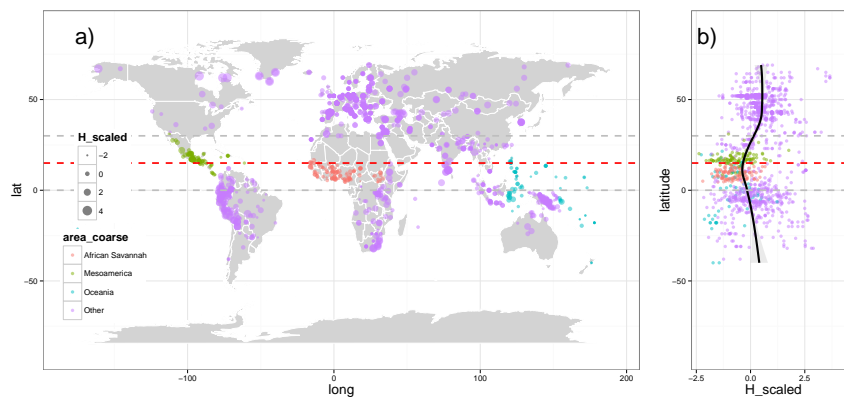 a)
b)
lat
50
0
−50
H_scaled
−2
0
2
4
area_coarse
African Savannah
Mesoamerica
Oceania
Other
−100
0
100
200
long
latitude
50
0
−50
−2.5
0.0
2.5
H_scaled